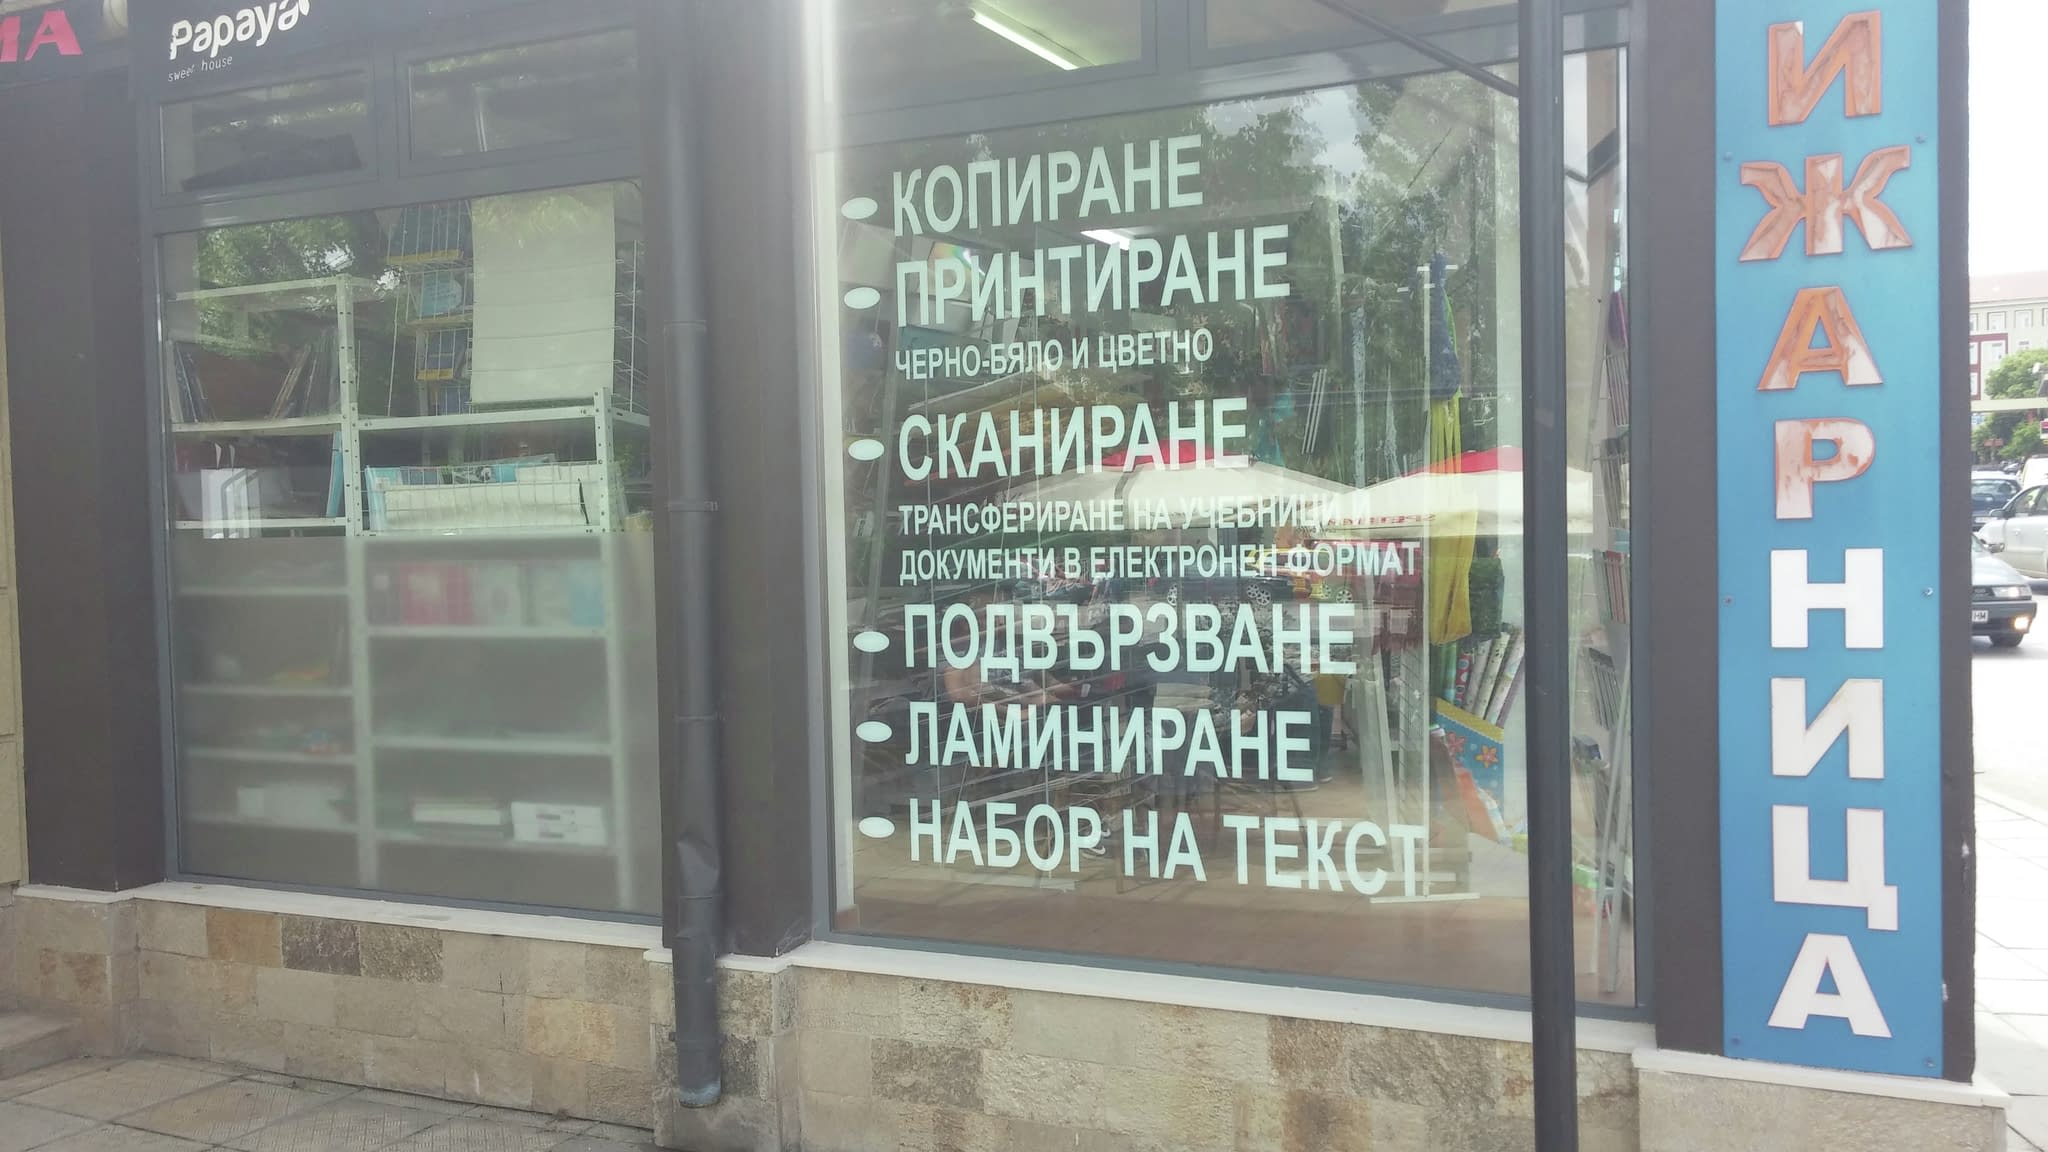 МА
Papaya
sweet house
КОПИРАНЕ
ПРИНТИРАНЕ
ЧЕРНО-БЯЛО И ЦВЕТНО
СКАНИРАНЕ
ТРАНСФЕРИРАНЕ НА УЧЕБНИЦИ И
ДОКУМЕНТИ В ЕЛЕКТРОНЕН ФОРМАТ
ПОДВЪРЗВАНЕ
ЛАМИНИРАНЕ
НАБОР НА ТЕКСТ
ИЖАРНИЦА